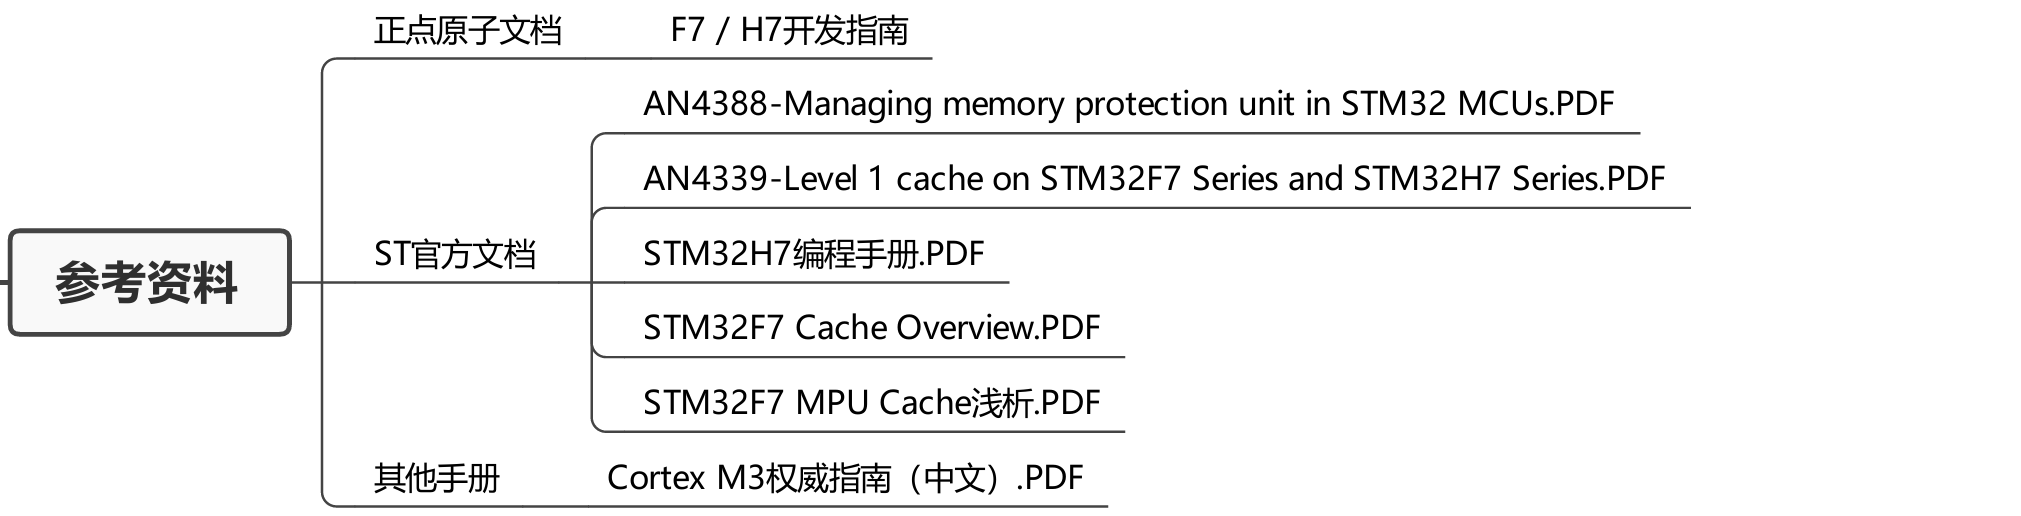 参考资料
正点原子文档
F7 / H7开发指南
ST官方文档
AN4388-Managing memory protection unit in STM32 MCUs.PDF
AN4339-Level 1 cache on STM32F7 Series and STM32H7 Series.PDF
STM32H7编程手册.PDF
STM32F7 Cache Overview.PDF
STM32F7 MPU Cache浅析.PDF
其他手册
Cortex M3权威指南（中文）.PDF